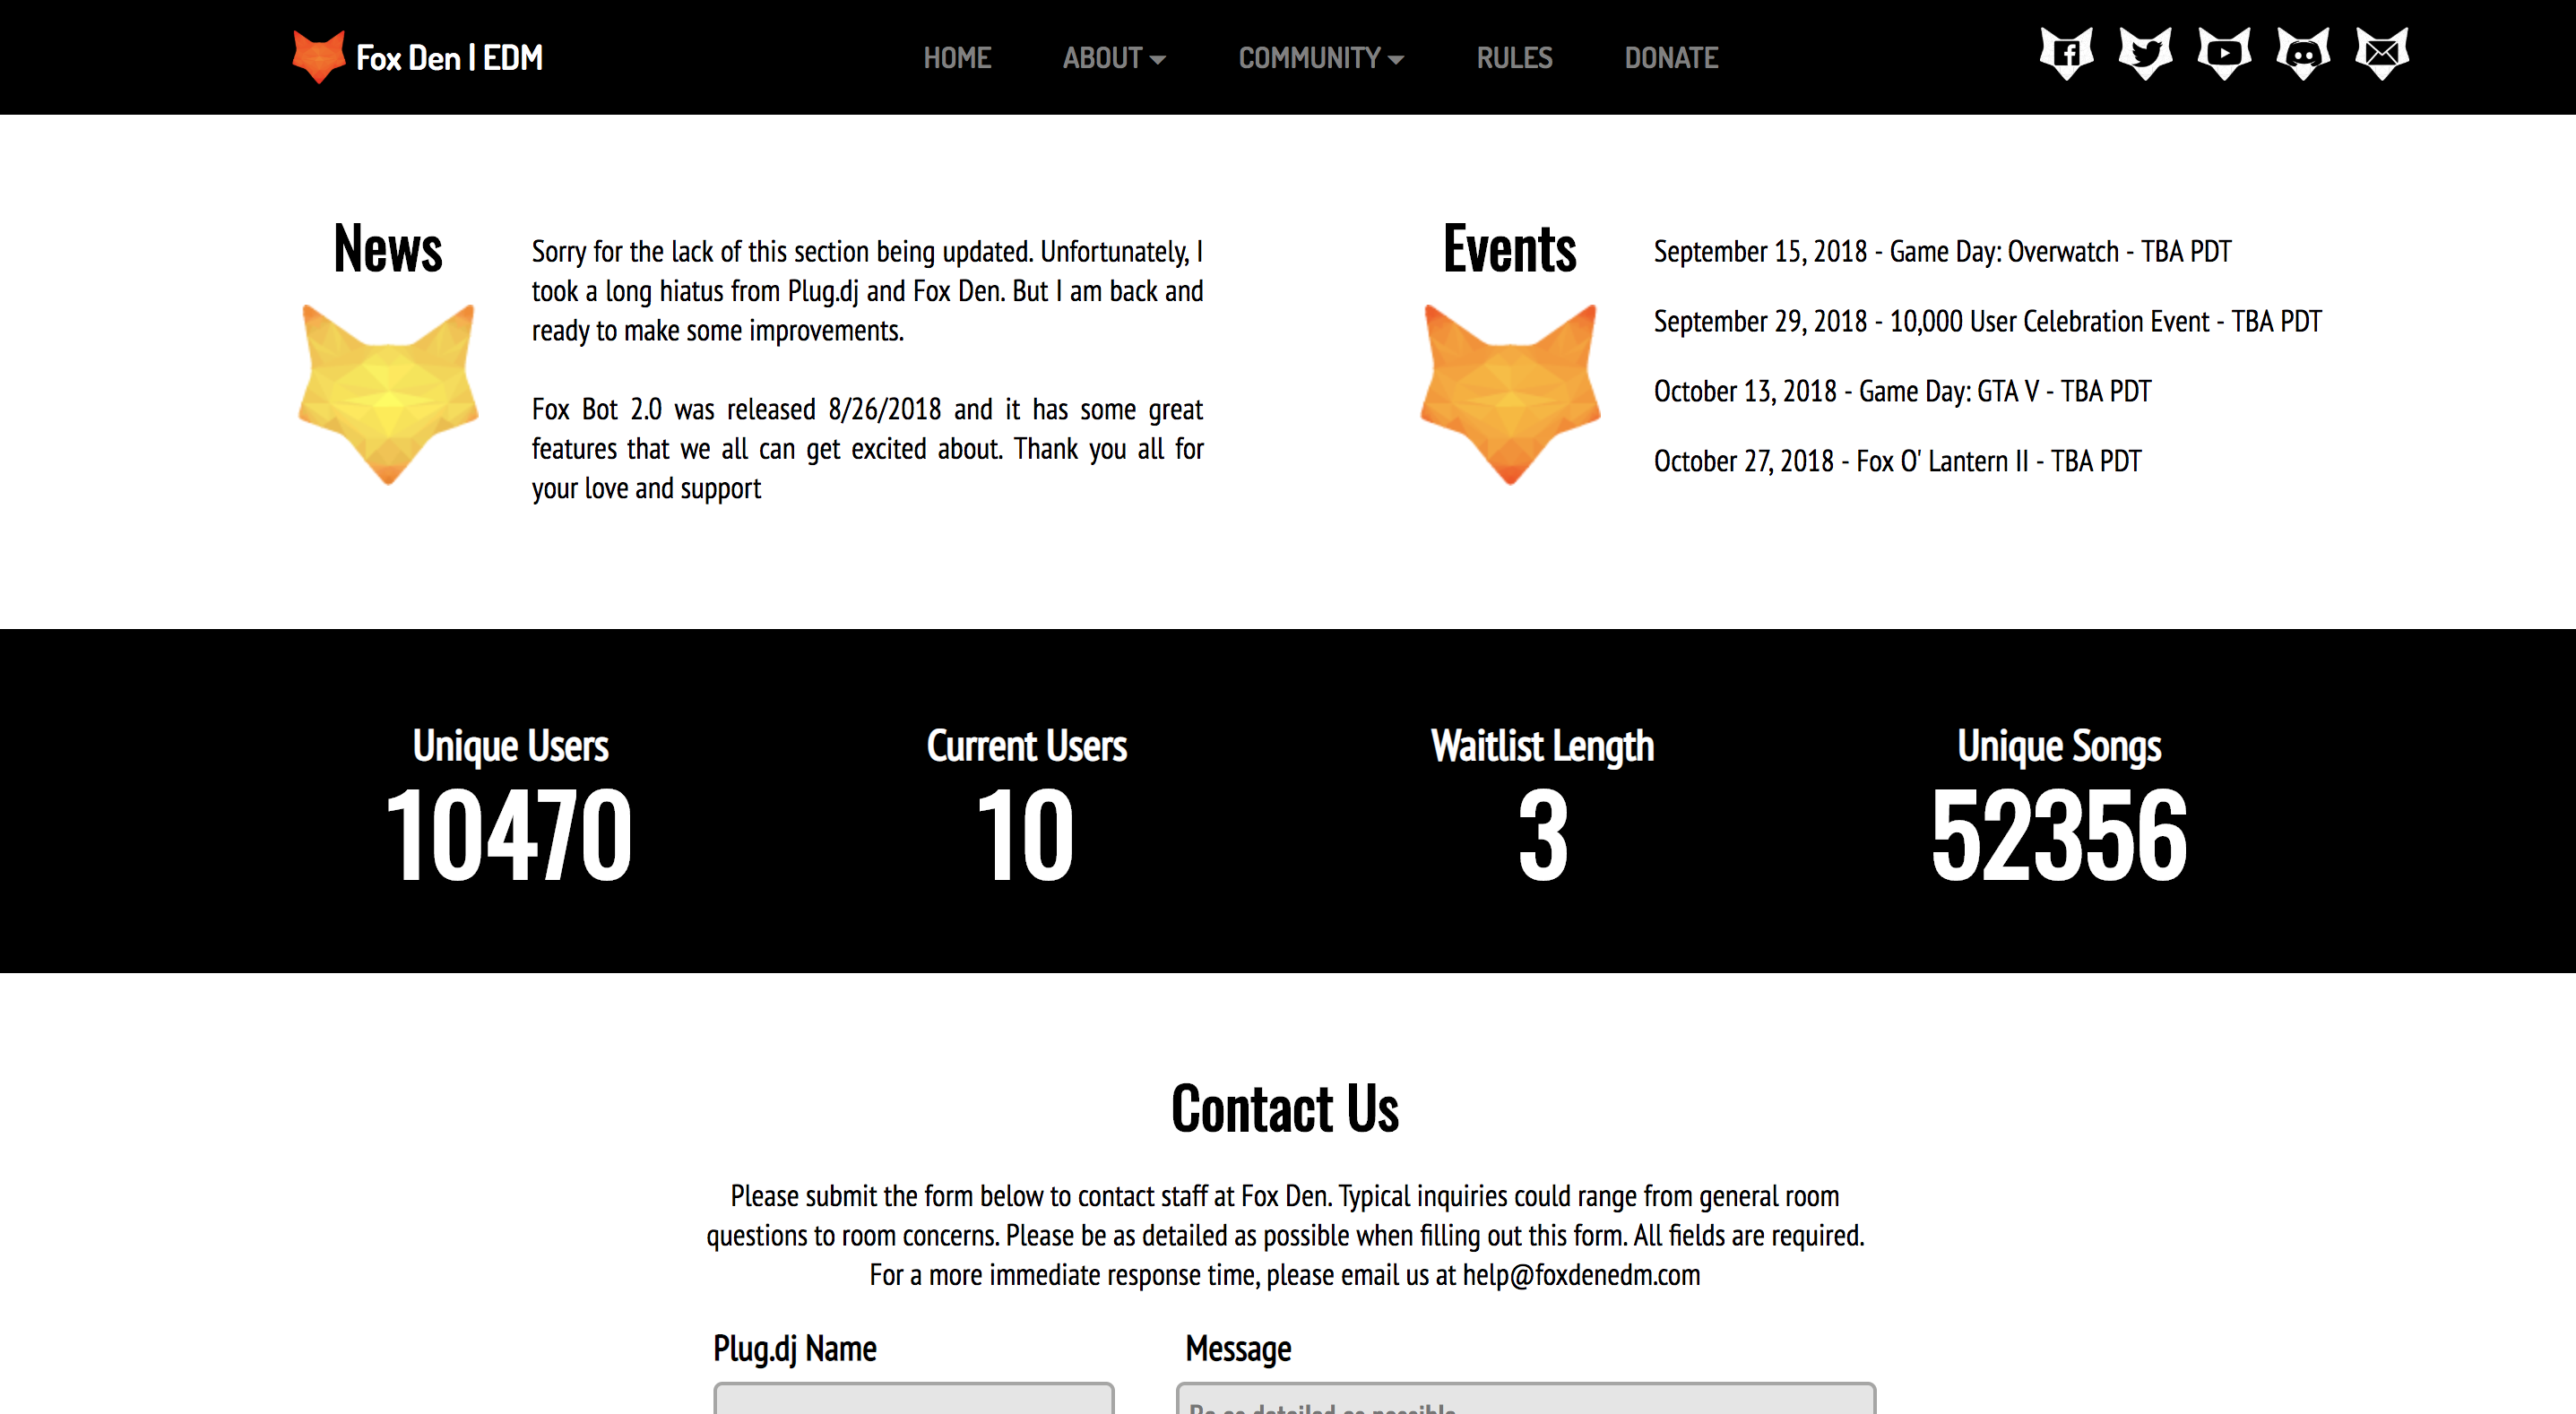 Fox Den | EDM
HOME
ABOUT
COMMUNITY
RULES
DONATE
News
Sorry for the lack of this section being updated. Unfortunately, I
took a long hiatus from Plug.dj and Fox Den. But I am back and
ready to make some improvements.
Fox Bot 2.0 was released 8/26/2018 and it has some great
features that we all can get excited about. Thank you all for
your love and support
Events
September 15, 2018 - Game Day: Overwatch - TBA PDT
September 29, 2018 - 10,000 User Celebration Event - TBA PDT
October 13, 2018 - Game Day: GTA V - TBA PDT
October 27, 2018 - Fox O' Lantern II - TBA PDT
Unique Users
10470
Current Users
10
Waitlist Length
3
Unique Songs
52356
Contact Us
Please submit the form below to contact staff at Fox Den. Typical inquiries could range from general room
questions to room concerns. Please be as detailed as possible when filling out this form. All fields are required.
For a more immediate response time, please email us at help@foxdenedm.com
Plug.dj Name
Message
Be as detailed as possible